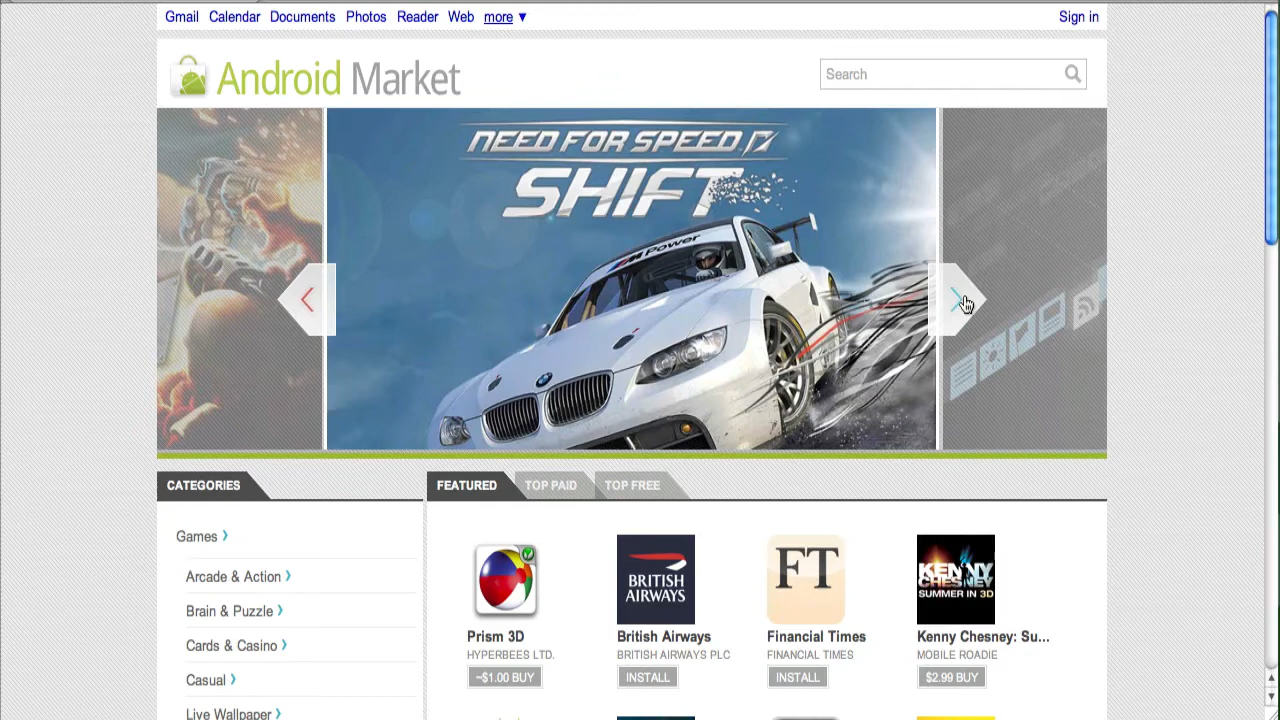 Gmail Calendar Documents Photos Reader Web more ▼ Sign in
Android Market
Search
NEED FOR SPEED
SHIFT
M Power
CATEGORIES
FEATURED TOP PAID TOP FREE
Games ›
Arcade & Action ›
Brain & Puzzle ›
Cards & Casino ›
Casual ›
Live Wallpaper ›
BRITISH
AIRWAYS
FT
KENNY
CHESNEY
SUMMER IN 3D
Prism 3D British Airways Financial Times Kenny Chesney: Su...
HYPERBEES LTD. BRITISH AIRWAYS PLC FINANCIAL TIMES MOBILE ROADIE
~$1.00 BUY INSTALL INSTALL $2.99 BUY